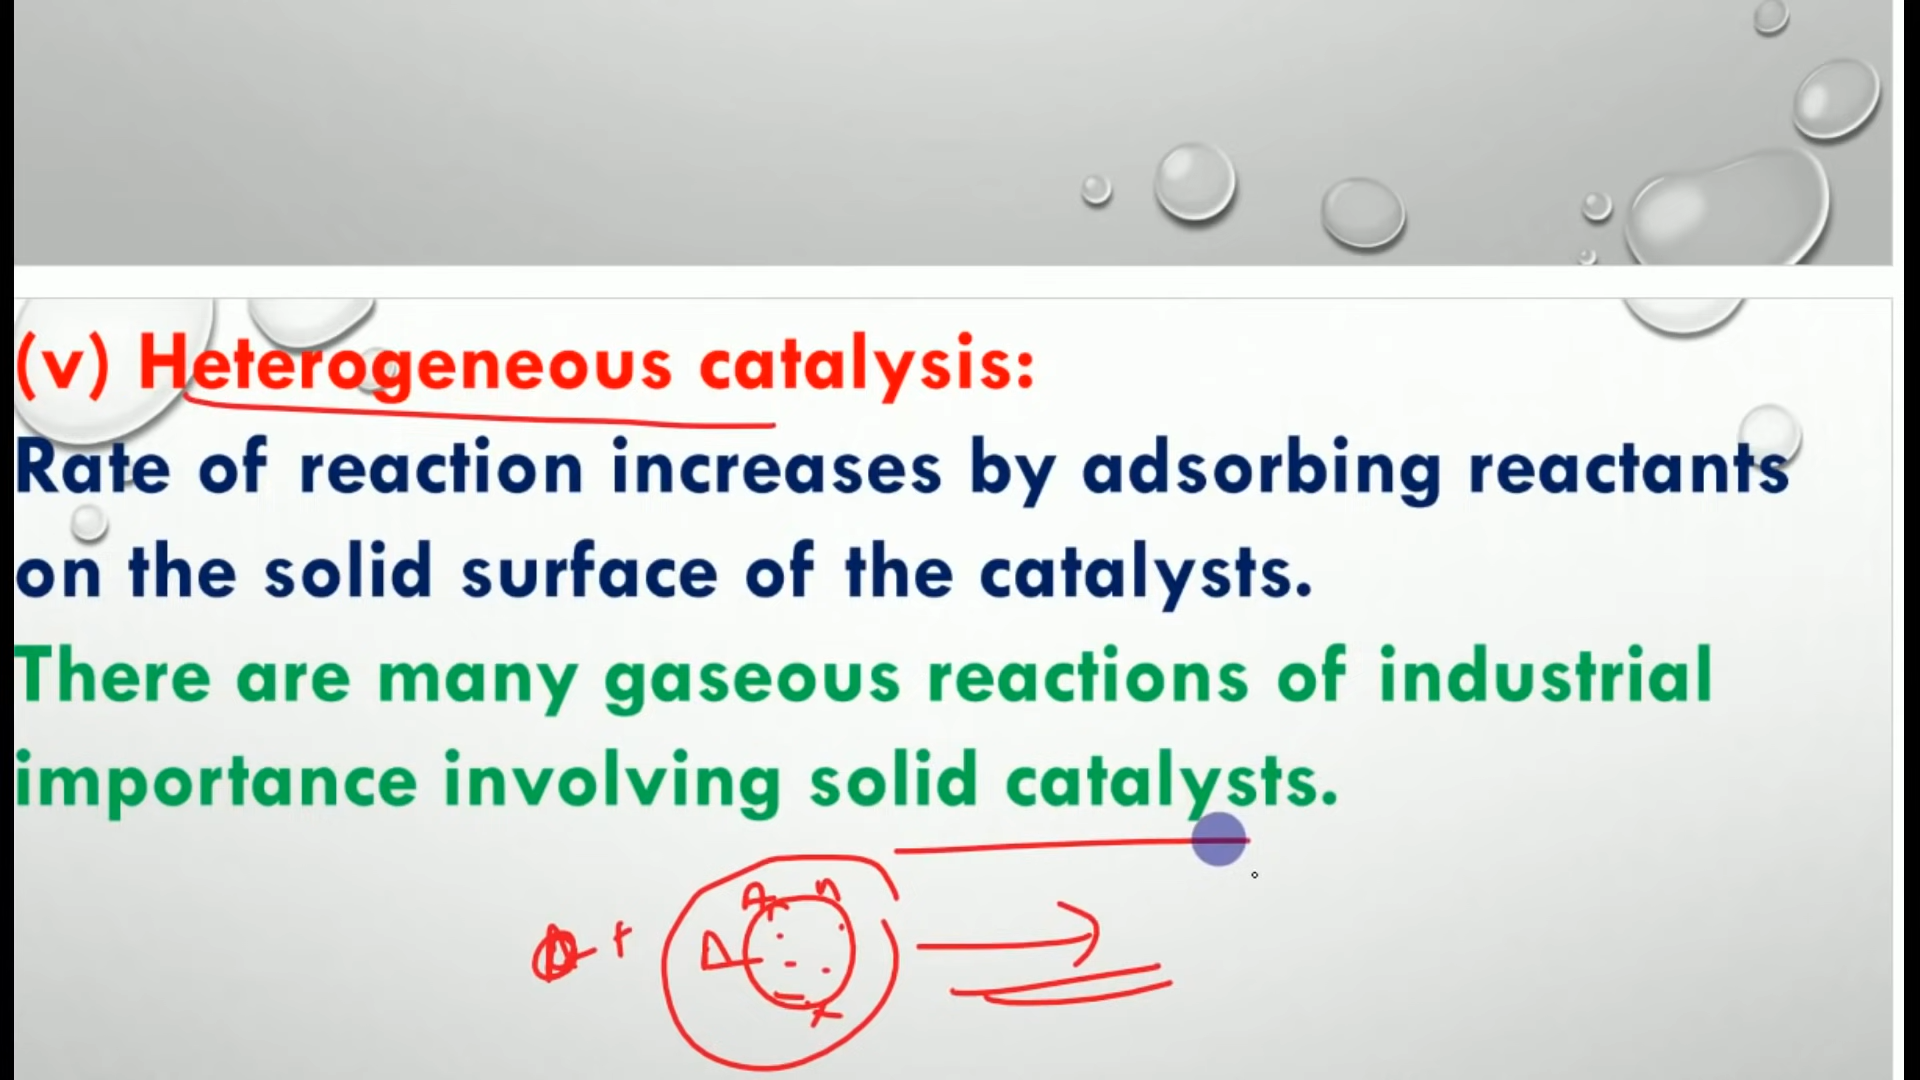 (v) Heterogeneous catalysis:
Rate of reaction increases by adsorbing reactants
on the solid surface of the catalysts.
There are many gaseous reactions of industrial
importance involving solid catalysts.